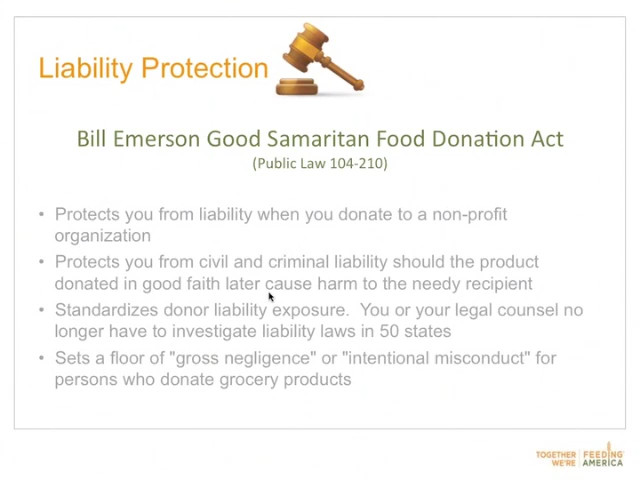 Liability Protection
Bill Emerson Good Samaritan Food Donation Act
(Public Law 104-210)
• Protects you from liability when you donate to a non-profit
organization
• Protects you from civil and criminal liability should the product
donated in good faith later cause harm to the needy recipient
• Standardizes donor liability exposure.  You or your legal counsel no
longer have to investigate liability laws in 50 states
• Sets a floor of "gross negligence" or "intentional misconduct" for
persons who donate grocery products
TOGETHER WE'RE
FEEDING AMERICA